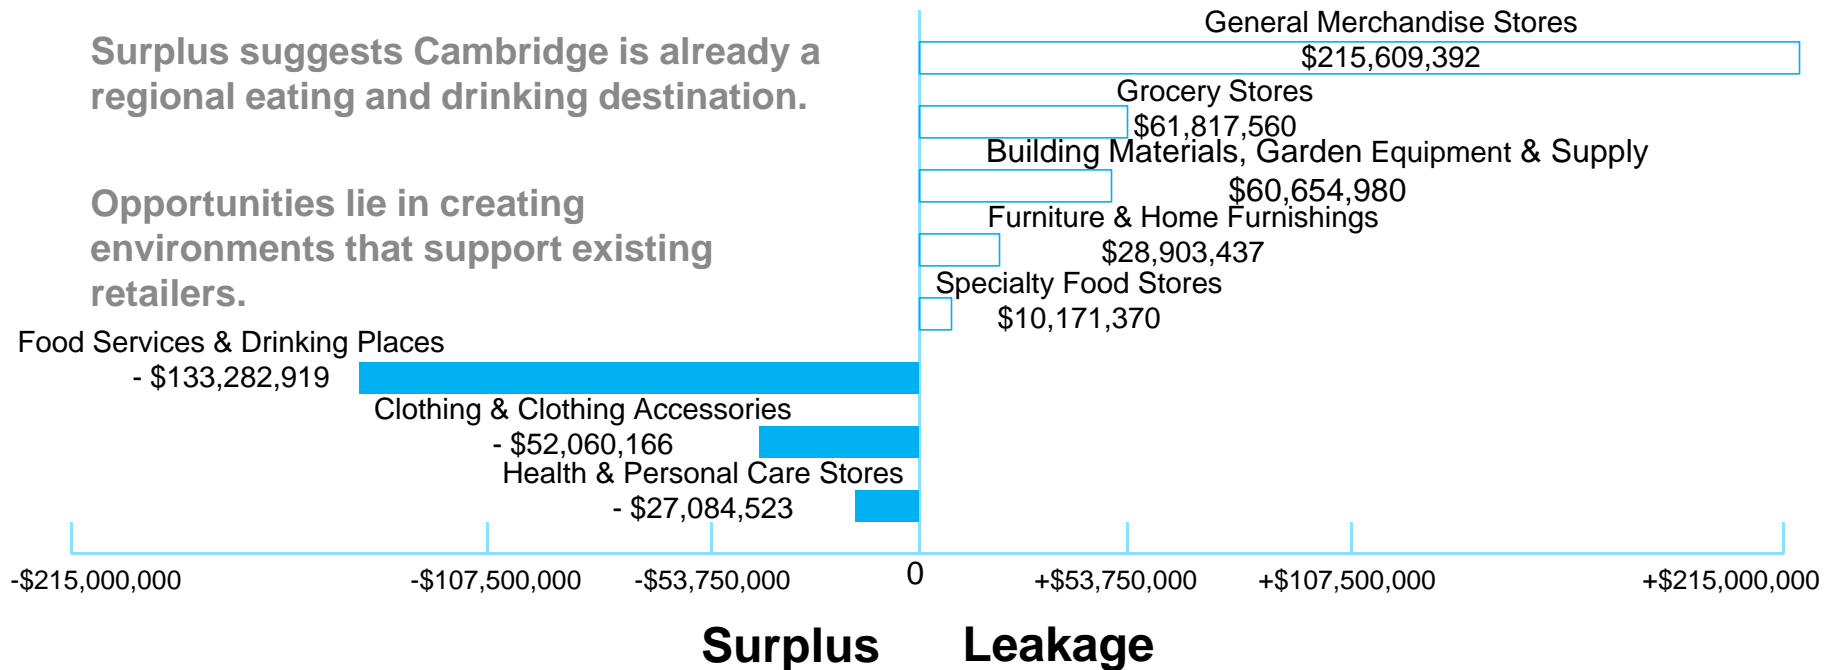 Surplus suggests Cambridge is already a
regional eating and drinking destination.
Opportunities lie in creating
environments that support existing
retailers.
General Merchandise Stores
$215,609,392
Grocery Stores
$61,817,560
Building Materials, Garden Equipment & Supply
$60,654,980
Furniture & Home Furnishings
$28,903,437
Specialty Food Stores
$10,171,370
Food Services & Drinking Places
- $133,282,919
Clothing & Clothing Accessories
- $52,060,166
Health & Personal Care Stores
- $27,084,523
-$215,000,000 -$107,500,000 -$53,750,000 0 +$53,750,000 +$107,500,000 +$215,000,000
Surplus Leakage